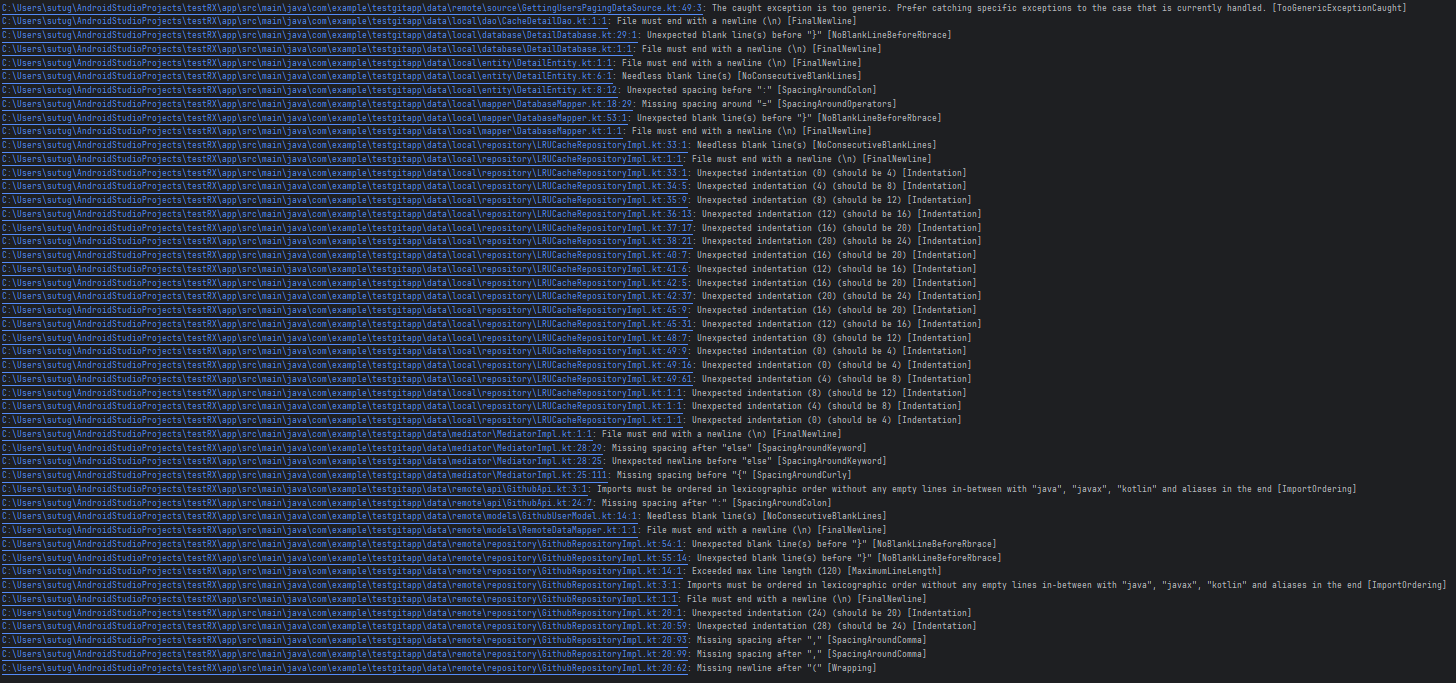 C:\Users\sutug\AndroidStudioProjects\testRX\app\src\main\java\com\example\testgitapp\data\remote\source\GettingUsersPagingDataSource.kt:49:3: The caught exception is too generic. Prefer catching specific exceptions to the case that is currently handled. [TooGenericExceptionCaught]
C:\Users\sutug\AndroidStudioProjects\testRX\app\src\main\java\com\example\testgitapp\data\local\dao\CacheDetailDao.kt:1:1: File must end with a newline (\n) [FinalNewline]
C:\Users\sutug\AndroidStudioProjects\testRX\app\src\main\java\com\example\testgitapp\data\local\database\DetailDatabase.kt:29:1: Unexpected blank line(s) before "}" [NoBlankLineBeforeRbrace]
C:\Users\sutug\AndroidStudioProjects\testRX\app\src\main\java\com\example\testgitapp\data\local\database\DetailDatabase.kt:1:1: File must end with a newline (\n) [FinalNewline]
C:\Users\sutug\AndroidStudioProjects\testRX\app\src\main\java\com\example\testgitapp\data\local\entity\DetailEntity.kt:1:1: File must end with a newline (\n) [FinalNewline]
C:\Users\sutug\AndroidStudioProjects\testRX\app\src\main\java\com\example\testgitapp\data\local\entity\DetailEntity.kt:6:1: Needless blank line(s) [NoConsecutiveBlankLines]
C:\Users\sutug\AndroidStudioProjects\testRX\app\src\main\java\com\example\testgitapp\data\local\entity\DetailEntity.kt:8:12: Unexpected spacing before ":" [SpacingAroundColon]
C:\Users\sutug\AndroidStudioProjects\testRX\app\src\main\java\com\example\testgitapp\data\local\mapper\DatabaseMapper.kt:18:29: Missing spacing around "=" [SpacingAroundOperators]
C:\Users\sutug\AndroidStudioProjects\testRX\app\src\main\java\com\example\testgitapp\data\local\mapper\DatabaseMapper.kt:53:1: Unexpected blank line(s) before "}" [NoBlankLineBeforeRbrace]
C:\Users\sutug\AndroidStudioProjects\testRX\app\src\main\java\com\example\testgitapp\data\local\mapper\DatabaseMapper.kt:1:1: File must end with a newline (\n) [FinalNewline]
C:\Users\sutug\AndroidStudioProjects\testRX\app\src\main\java\com\example\testgitapp\data\local\repository\LRUCacheRepositoryImpl.kt:33:1: Needless blank line(s) [NoConsecutiveBlankLines]
C:\Users\sutug\AndroidStudioProjects\testRX\app\src\main\java\com\example\testgitapp\data\local\repository\LRUCacheRepositoryImpl.kt:1:1: File must end with a newline (\n) [FinalNewline]
C:\Users\sutug\AndroidStudioProjects\testRX\app\src\main\java\com\example\testgitapp\data\local\repository\LRUCacheRepositoryImpl.kt:33:1: Unexpected indentation (0) (should be 4) [Indentation]
C:\Users\sutug\AndroidStudioProjects\testRX\app\src\main\java\com\example\testgitapp\data\local\repository\LRUCacheRepositoryImpl.kt:34:5: Unexpected indentation (4) (should be 8) [Indentation]
C:\Users\sutug\AndroidStudioProjects\testRX\app\src\main\java\com\example\testgitapp\data\local\repository\LRUCacheRepositoryImpl.kt:35:9: Unexpected indentation (8) (should be 12) [Indentation]
C:\Users\sutug\AndroidStudioProjects\testRX\app\src\main\java\com\example\testgitapp\data\local\repository\LRUCacheRepositoryImpl.kt:36:13: Unexpected indentation (12) (should be 16) [Indentation]
C:\Users\sutug\AndroidStudioProjects\testRX\app\src\main\java\com\example\testgitapp\data\local\repository\LRUCacheRepositoryImpl.kt:37:17: Unexpected indentation (16) (should be 20) [Indentation]
C:\Users\sutug\AndroidStudioProjects\testRX\app\src\main\java\com\example\testgitapp\data\local\repository\LRUCacheRepositoryImpl.kt:38:21: Unexpected indentation (20) (should be 24) [Indentation]
C:\Users\sutug\AndroidStudioProjects\testRX\app\src\main\java\com\example\testgitapp\data\local\repository\LRUCacheRepositoryImpl.kt:40:7: Unexpected indentation (16) (should be 20) [Indentation]
C:\Users\sutug\AndroidStudioProjects\testRX\app\src\main\java\com\example\testgitapp\data\local\repository\LRUCacheRepositoryImpl.kt:41:6: Unexpected indentation (12) (should be 16) [Indentation]
C:\Users\sutug\AndroidStudioProjects\testRX\app\src\main\java\com\example\testgitapp\data\local\repository\LRUCacheRepositoryImpl.kt:42:5: Unexpected indentation (16) (should be 20) [Indentation]
C:\Users\sutug\AndroidStudioProjects\testRX\app\src\main\java\com\example\testgitapp\data\local\repository\LRUCacheRepositoryImpl.kt:42:37: Unexpected indentation (20) (should be 24) [Indentation]
C:\Users\sutug\AndroidStudioProjects\testRX\app\src\main\java\com\example\testgitapp\data\local\repository\LRUCacheRepositoryImpl.kt:45:9: Unexpected indentation (16) (should be 20) [Indentation]
C:\Users\sutug\AndroidStudioProjects\testRX\app\src\main\java\com\example\testgitapp\data\local\repository\LRUCacheRepositoryImpl.kt:45:31: Unexpected indentation (12) (should be 16) [Indentation]
C:\Users\sutug\AndroidStudioProjects\testRX\app\src\main\java\com\example\testgitapp\data\local\repository\LRUCacheRepositoryImpl.kt:48:7: Unexpected indentation (8) (should be 12) [Indentation]
C:\Users\sutug\AndroidStudioProjects\testRX\app\src\main\java\com\example\testgitapp\data\local\repository\LRUCacheRepositoryImpl.kt:49:9: Unexpected indentation (0) (should be 4) [Indentation]
C:\Users\sutug\AndroidStudioProjects\testRX\app\src\main\java\com\example\testgitapp\data\local\repository\LRUCacheRepositoryImpl.kt:49:16: Unexpected indentation (0) (should be 4) [Indentation]
C:\Users\sutug\AndroidStudioProjects\testRX\app\src\main\java\com\example\testgitapp\data\local\repository\LRUCacheRepositoryImpl.kt:49:61: Unexpected indentation (4) (should be 8) [Indentation]
C:\Users\sutug\AndroidStudioProjects\testRX\app\src\main\java\com\example\testgitapp\data\local\repository\LRUCacheRepositoryImpl.kt:1:1: Unexpected indentation (8) (should be 12) [Indentation]
C:\Users\sutug\AndroidStudioProjects\testRX\app\src\main\java\com\example\testgitapp\data\local\repository\LRUCacheRepositoryImpl.kt:1:1: Unexpected indentation (4) (should be 8) [Indentation]
C:\Users\sutug\AndroidStudioProjects\testRX\app\src\main\java\com\example\testgitapp\data\local\repository\LRUCacheRepositoryImpl.kt:1:1: Unexpected indentation (0) (should be 4) [Indentation]
C:\Users\sutug\AndroidStudioProjects\testRX\app\src\main\java\com\example\testgitapp\data\mediator\MediatorImpl.kt:1:1: File must end with a newline (\n) [FinalNewline]
C:\Users\sutug\AndroidStudioProjects\testRX\app\src\main\java\com\example\testgitapp\data\mediator\MediatorImpl.kt:28:29: Missing spacing after "else" [SpacingAroundKeyword]
C:\Users\sutug\AndroidStudioProjects\testRX\app\src\main\java\com\example\testgitapp\data\mediator\MediatorImpl.kt:28:25: Unexpected newline before "else" [SpacingAroundKeyword]
C:\Users\sutug\AndroidStudioProjects\testRX\app\src\main\java\com\example\testgitapp\data\mediator\MediatorImpl.kt:25:111: Missing spacing before "{" [SpacingAroundCurly]
C:\Users\sutug\AndroidStudioProjects\testRX\app\src\main\java\com\example\testgitapp\data\remote\api\GithubApi.kt:3:1: Imports must be ordered in lexicographic order without any empty lines in-between with "java", "javax", "kotlin" and aliases in the end [ImportOrdering]
C:\Users\sutug\AndroidStudioProjects\testRX\app\src\main\java\com\example\testgitapp\data\remote\api\GithubApi.kt:24:7: Missing spacing after ":" [SpacingAroundColon]
C:\Users\sutug\AndroidStudioProjects\testRX\app\src\main\java\com\example\testgitapp\data\remote\models\GithubUserModel.kt:14:1: Needless blank line(s) [NoConsecutiveBlankLines]
C:\Users\sutug\AndroidStudioProjects\testRX\app\src\main\java\com\example\testgitapp\data\remote\models\RemoteDataMapper.kt:1:1: File must end with a newline (\n) [FinalNewline]
C:\Users\sutug\AndroidStudioProjects\testRX\app\src\main\java\com\example\testgitapp\data\remote\repository\GithubRepositoryImpl.kt:54:1: Unexpected blank line(s) before "}" [NoBlankLineBeforeRbrace]
C:\Users\sutug\AndroidStudioProjects\testRX\app\src\main\java\com\example\testgitapp\data\remote\repository\GithubRepositoryImpl.kt:55:14: Unexpected blank line(s) before "}" [NoBlankLineBeforeRbrace]
C:\Users\sutug\AndroidStudioProjects\testRX\app\src\main\java\com\example\testgitapp\data\remote\repository\GithubRepositoryImpl.kt:14:1: Exceeded max line length (120) [MaximumLineLength]
C:\Users\sutug\AndroidStudioProjects\testRX\app\src\main\java\com\example\testgitapp\data\remote\repository\GithubRepositoryImpl.kt:3:1: Imports must be ordered in lexicographic order without any empty lines in-between with "java", "javax", "kotlin" and aliases in the end [ImportOrdering]
C:\Users\sutug\AndroidStudioProjects\testRX\app\src\main\java\com\example\testgitapp\data\remote\repository\GithubRepositoryImpl.kt:1:1: File must end with a newline (\n) [FinalNewline]
C:\Users\sutug\AndroidStudioProjects\testRX\app\src\main\java\com\example\testgitapp\data\remote\repository\GithubRepositoryImpl.kt:20:1: Unexpected indentation (24) (should be 20) [Indentation]
C:\Users\sutug\AndroidStudioProjects\testRX\app\src\main\java\com\example\testgitapp\data\remote\repository\GithubRepositoryImpl.kt:20:59: Unexpected indentation (28) (should be 24) [Indentation]
C:\Users\sutug\AndroidStudioProjects\testRX\app\src\main\java\com\example\testgitapp\data\remote\repository\GithubRepositoryImpl.kt:20:93: Missing spacing after "," [SpacingAroundComma]
C:\Users\sutug\AndroidStudioProjects\testRX\app\src\main\java\com\example\testgitapp\data\remote\repository\GithubRepositoryImpl.kt:20:99: Missing spacing after "," [SpacingAroundComma]
C:\Users\sutug\AndroidStudioProjects\testRX\app\src\main\java\com\example\testgitapp\data\remote\repository\GithubRepositoryImpl.kt:20:62: Missing newline after "(" [Wrapping]